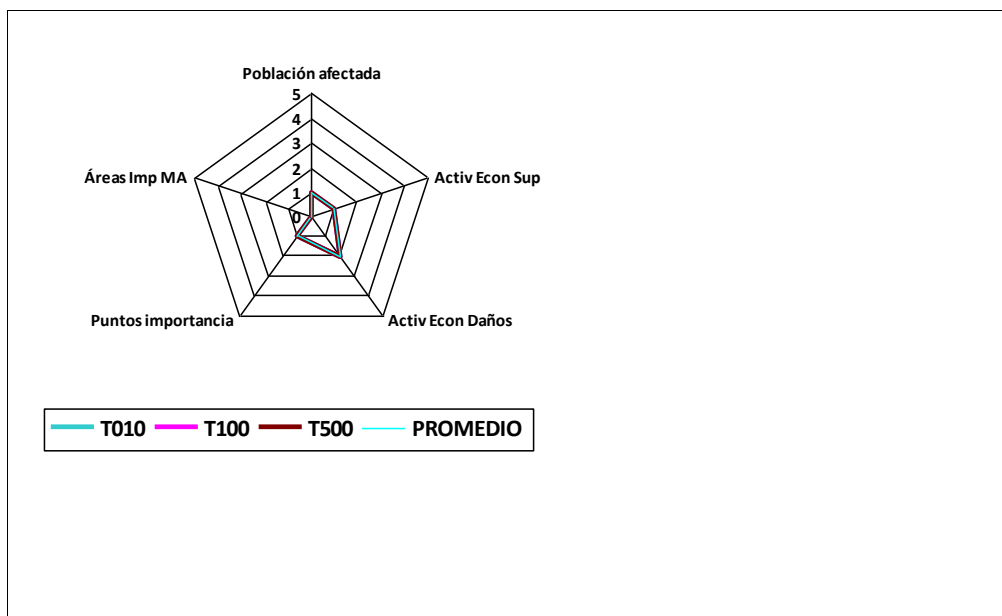 Población afectada
5
4
3
2
1
0
Áreas Imp MA
Activ Econ Sup
Puntos importancia
Activ Econ Daños
T010 T100 T500 PROMEDIO